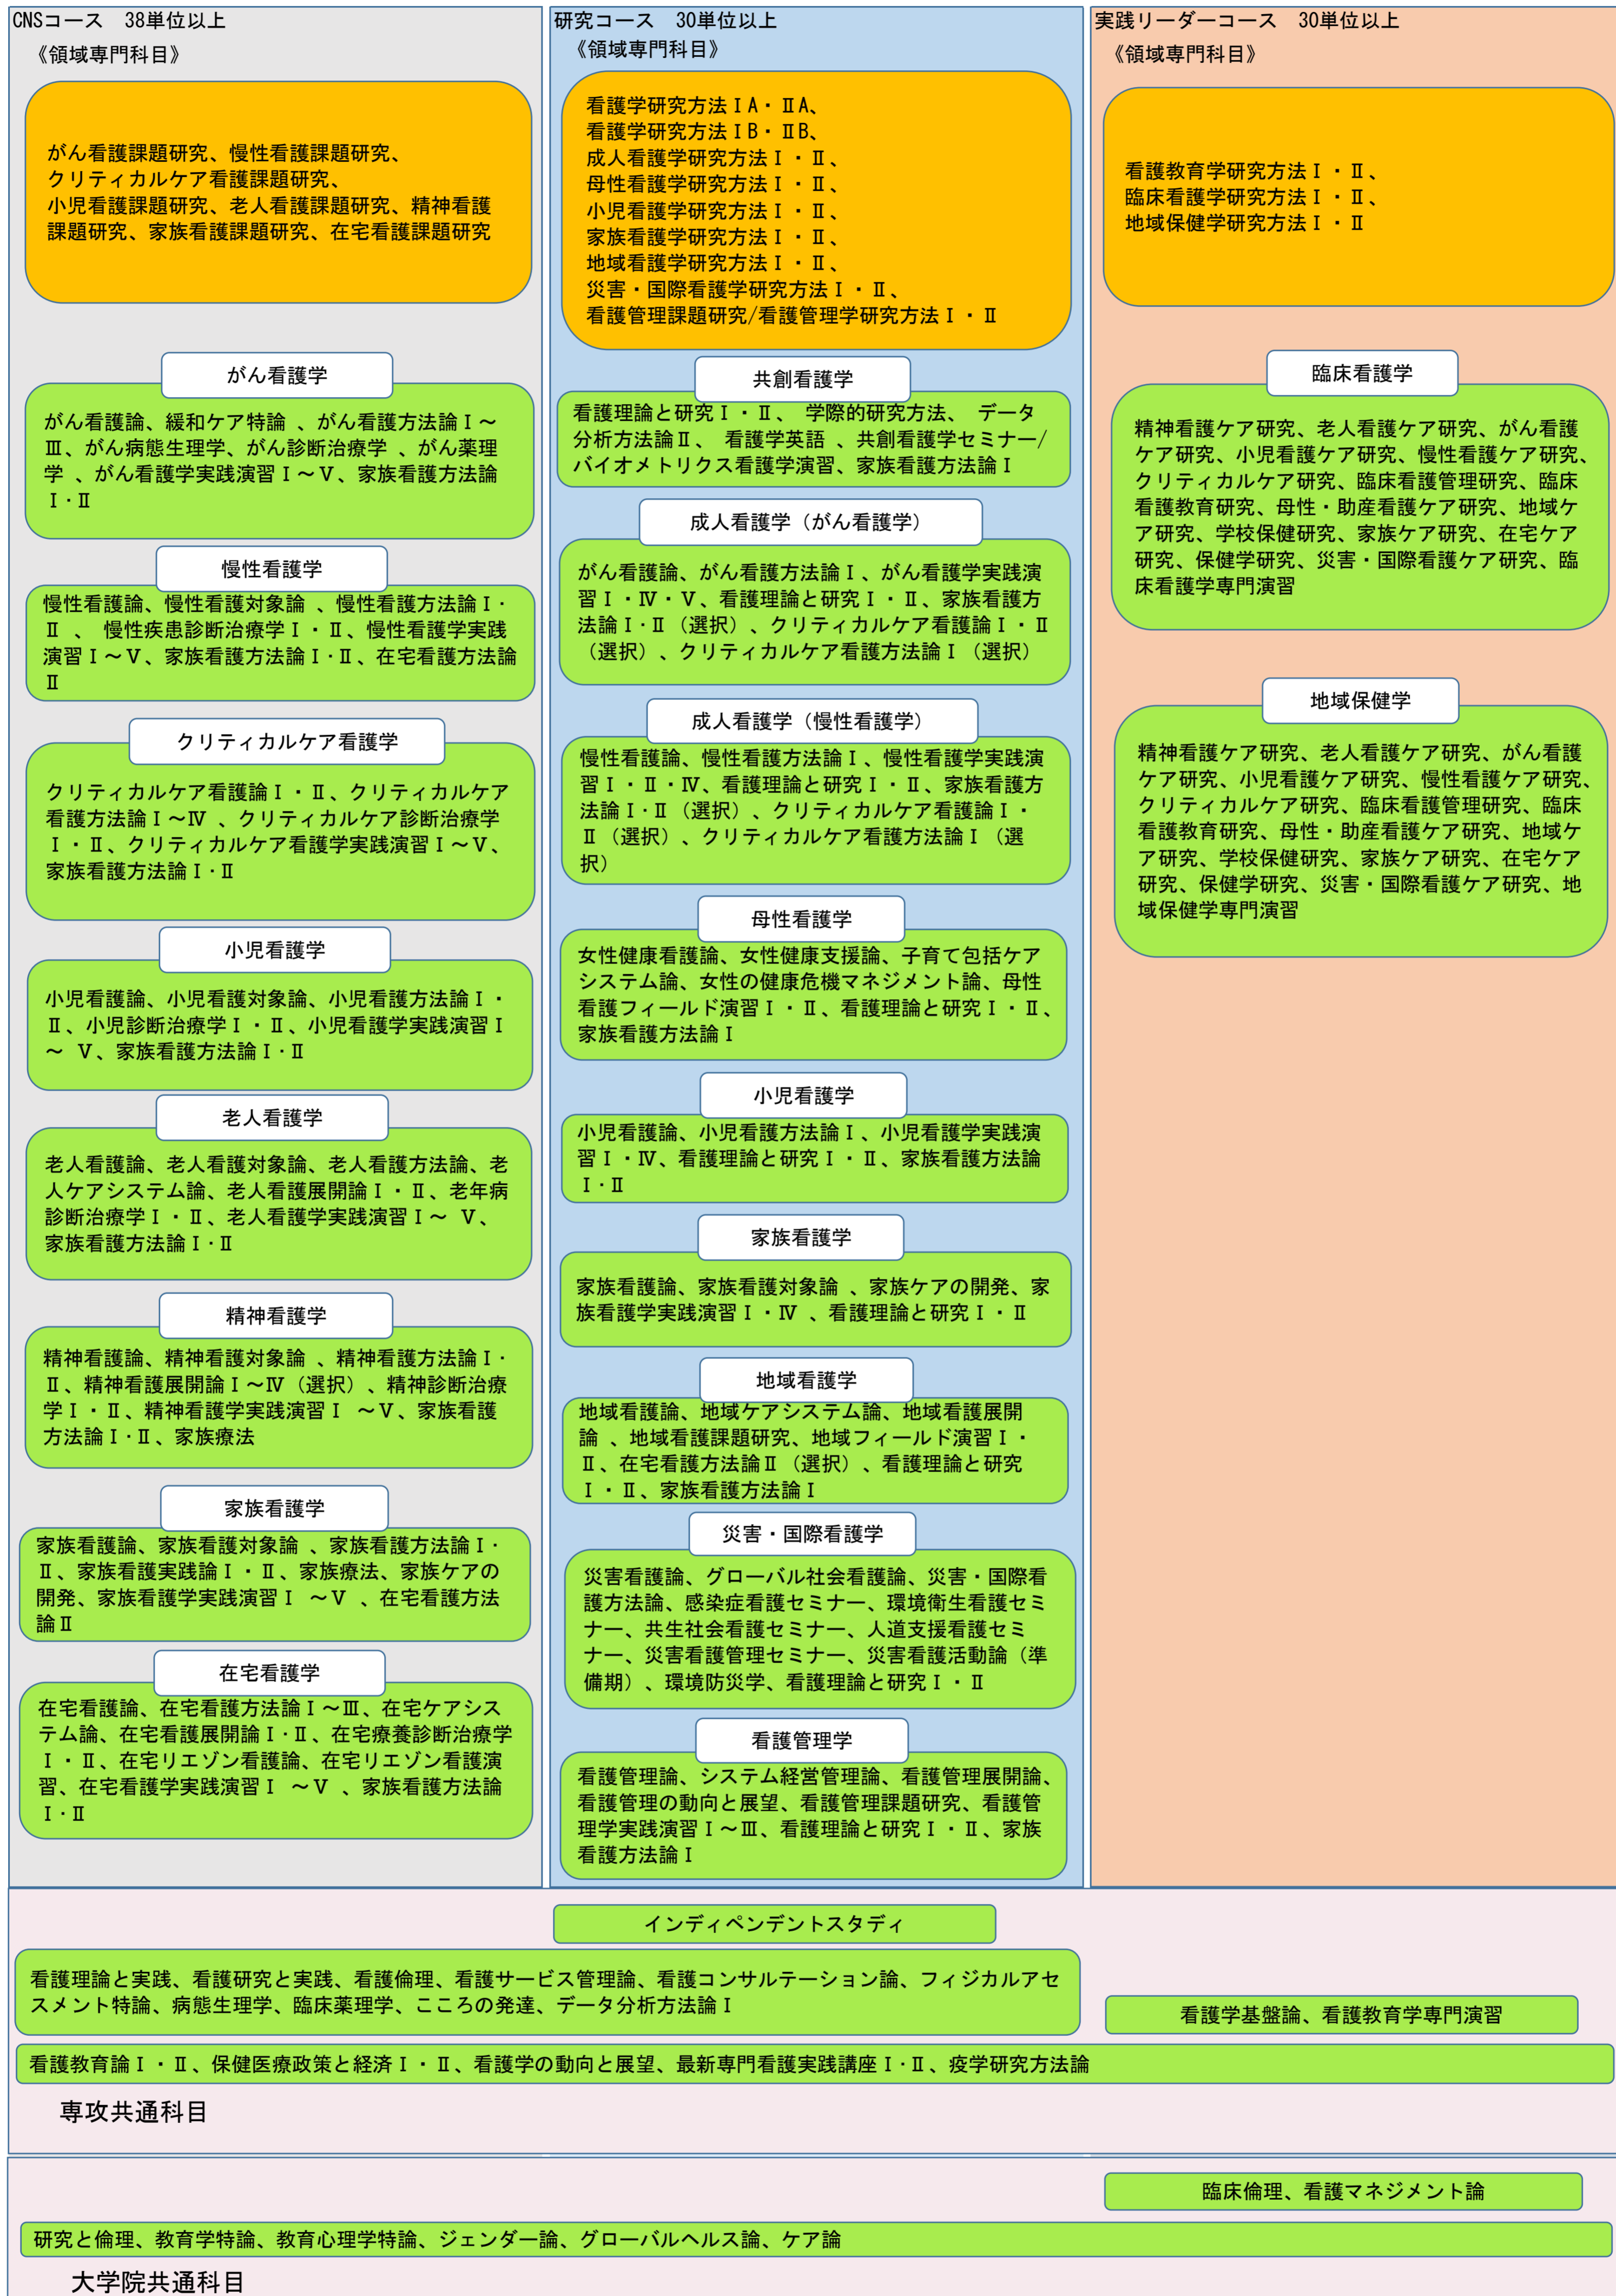 CNSコース　38単位以上
《領域専門科目》
がん看護課題研究、慢性看護課題研究、
クリティカルケア看護課題研究、
小児看護課題研究、老人看護課題研究、精神看護
課題研究、家族看護課題研究、在宅看護課題研究
がん看護学
がん看護論、緩和ケア特論 、がん看護方法論Ⅰ～
Ⅲ、がん病態生理学、がん診断治療学 、がん薬理
学 、がん看護学実践演習Ⅰ～Ⅴ、家族看護方法論
Ⅰ・Ⅱ
慢性看護学
慢性看護論、慢性看護対象論 、慢性看護方法論Ⅰ・
Ⅱ 、 慢性疾患診断治療学Ⅰ・Ⅱ、慢性看護学実践
演習Ⅰ～Ⅴ、家族看護方法論Ⅰ・Ⅱ、在宅看護方法論
Ⅱ
クリティカルケア看護学
クリティカルケア看護論Ⅰ・Ⅱ、クリティカルケア
看護方法論Ⅰ～Ⅳ 、クリティカルケア診断治療学
Ⅰ・Ⅱ、クリティカルケア看護学実践演習Ⅰ～Ⅴ、
家族看護方法論Ⅰ・Ⅱ
小児看護学
小児看護論、小児看護対象論、小児看護方法論Ⅰ・
Ⅱ、小児診断治療学Ⅰ・Ⅱ、小児看護学実践演習Ⅰ
～ Ⅴ、家族看護方法論Ⅰ・Ⅱ
老人看護学
老人看護論、老人看護対象論、老人看護方法論、老
人ケアシステム論、老人看護展開論Ⅰ・Ⅱ、老年病
診断治療学Ⅰ・Ⅱ、老人看護学実践演習Ⅰ～ Ⅴ、
家族看護方法論Ⅰ・Ⅱ
精神看護学
精神看護論、精神看護対象論 、精神看護方法論Ⅰ・
Ⅱ、精神看護展開論Ⅰ～Ⅳ（選択）、精神診断治療
学Ⅰ・Ⅱ、精神看護学実践演習Ⅰ ～Ⅴ、家族看護
方法論Ⅰ・Ⅱ、家族療法
家族看護学
家族看護論、家族看護対象論 、家族看護方法論Ⅰ・
Ⅱ、家族看護実践論Ⅰ・Ⅱ、家族療法、家族ケアの
開発、家族看護学実践演習Ⅰ ～Ⅴ 、在宅看護方法
論Ⅱ
在宅看護学
在宅看護論、在宅看護方法論Ⅰ～Ⅲ、在宅ケアシス
テム論、在宅看護展開論Ⅰ・Ⅱ、在宅療養診断治療学
Ⅰ・Ⅱ、在宅リエゾン看護論、在宅リエゾン看護演
習、在宅看護学実践演習Ⅰ ～Ⅴ 、家族看護方法論
Ⅰ・Ⅱ
研究コース　30単位以上
《領域専門科目》
看護学研究方法ⅠA・ⅡA、
看護学研究方法ⅠB・ⅡB、
成人看護学研究方法Ⅰ・Ⅱ、
母性看護学研究方法Ⅰ・Ⅱ、
小児看護学研究方法Ⅰ・Ⅱ、
家族看護学研究方法Ⅰ・Ⅱ、
地域看護学研究方法Ⅰ・Ⅱ、
災害・国際看護学研究方法Ⅰ・Ⅱ、
看護管理課題研究/看護管理学研究方法Ⅰ・Ⅱ
共創看護学
看護理論と研究Ⅰ・Ⅱ、 学際的研究方法、 データ
分析方法論Ⅱ、 看護学英語 、共創看護学セミナー/
バイオメトリクス看護学演習、家族看護方法論Ⅰ
成人看護学（がん看護学）
がん看護論、がん看護方法論Ⅰ、がん看護学実践演
習Ⅰ・Ⅳ・Ⅴ、看護理論と研究Ⅰ・Ⅱ、家族看護方
法論Ⅰ・Ⅱ（選択）、クリティカルケア看護論Ⅰ・Ⅱ
（選択）、クリティカルケア看護方法論Ⅰ（選択）
成人看護学（慢性看護学）
慢性看護論、慢性看護方法論Ⅰ、慢性看護学実践演
習Ⅰ・Ⅱ・Ⅳ、看護理論と研究Ⅰ・Ⅱ、家族看護方
法論Ⅰ・Ⅱ（選択）、クリティカルケア看護論Ⅰ・
Ⅱ（選択）、クリティカルケア看護方法論Ⅰ（選
択）
母性看護学
女性健康看護論、女性健康支援論、子育て包括ケア
システム論、女性の健康危機マネジメント論、母性
看護フィールド演習Ⅰ・Ⅱ、看護理論と研究Ⅰ・Ⅱ、
家族看護方法論Ⅰ
小児看護学
小児看護論、小児看護方法論Ⅰ、小児看護学実践演
習Ⅰ・Ⅳ、看護理論と研究Ⅰ・Ⅱ、家族看護方法論
Ⅰ・Ⅱ
家族看護学
家族看護論、家族看護対象論 、家族ケアの開発、家
族看護学実践演習Ⅰ・Ⅳ 、看護理論と研究Ⅰ・Ⅱ
地域看護学
地域看護論、地域ケアシステム論、地域看護展開
論 、地域看護課題研究、地域フィールド演習Ⅰ・
Ⅱ、在宅看護方法論Ⅱ（選択）、看護理論と研究
Ⅰ・Ⅱ、家族看護方法論Ⅰ
災害・国際看護学
災害看護論、グローバル社会看護論、災害・国際看
護方法論、感染症看護セミナー、環境衛生看護セミ
ナー、共生社会看護セミナー、人道支援看護セミ
ナー、災害看護管理セミナー、災害看護活動論（準
備期）、環境防災学、看護理論と研究Ⅰ・Ⅱ
看護管理学
看護管理論、システム経営管理論、看護管理展開論、
看護管理の動向と展望、看護管理課題研究、看護管
理学実践演習Ⅰ～Ⅲ、看護理論と研究Ⅰ・Ⅱ、家族
看護方法論Ⅰ
実践リーダーコース　30単位以上
《領域専門科目》
看護教育学研究方法Ⅰ・Ⅱ、
臨床看護学研究方法Ⅰ・Ⅱ、
地域保健学研究方法Ⅰ・Ⅱ
臨床看護学
精神看護ケア研究、老人看護ケア研究、がん看護
ケア研究、小児看護ケア研究、慢性看護ケア研究、
クリティカルケア研究、臨床看護管理研究、臨床
看護教育研究、母性・助産看護ケア研究、地域ケ
ア研究、学校保健研究、家族ケア研究、在宅ケア
研究、保健学研究、災害・国際看護ケア研究、臨
床看護学専門演習
地域保健学
精神看護ケア研究、老人看護ケア研究、がん看護
ケア研究、小児看護ケア研究、慢性看護ケア研究、
クリティカルケア研究、臨床看護管理研究、臨床
看護教育研究、母性・助産看護ケア研究、地域ケ
ア研究、学校保健研究、家族ケア研究、在宅ケア
研究、保健学研究、災害・国際看護ケア研究、地
域保健学専門演習
インディペンデントスタディ
看護理論と実践、看護研究と実践、看護倫理、看護サービス管理論、看護コンサルテーション論、フィジカルアセ
スメント特論、病態生理学、臨床薬理学、こころの発達、データ分析方法論Ⅰ
看護学基盤論、看護教育学専門演習
看護教育論Ⅰ・Ⅱ、保健医療政策と経済Ⅰ・Ⅱ、看護学の動向と展望、最新専門看護実践講座Ⅰ・Ⅱ、疫学研究方法論
専攻共通科目
臨床倫理、看護マネジメント論
研究と倫理、教育学特論、教育心理学特論、ジェンダー論、グローバルヘルス論、ケア論
大学院共通科目